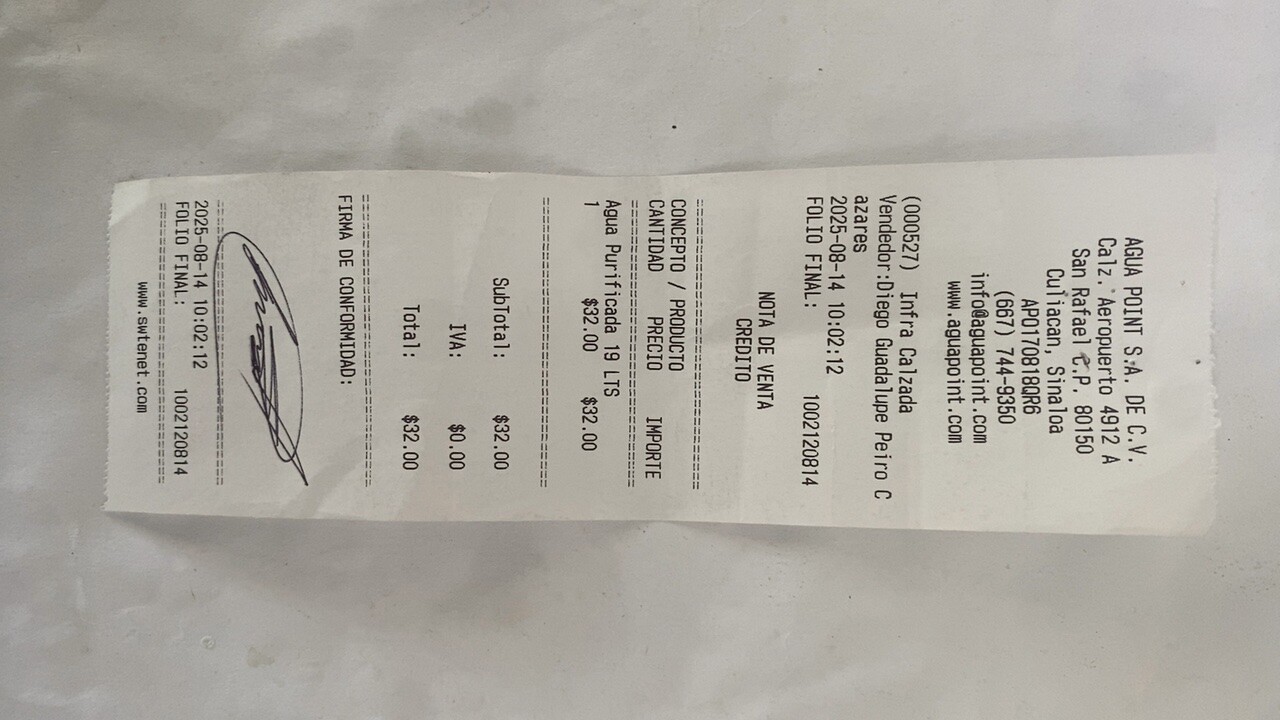 AGUA POINT S.A. DE C.V.
Calz. Aeropuerto 4912 A
San Rafael C.P. 80150
Culiacan, Sinaloa
APO170818QR6
(667) 744-9350
info@aguapoint.com
www.aguapoint.com
(000527) Infra Calzada
Vendedor:Diego Guadalupe Peiro C
azares
2025-08-14 10:02:12
FOLIO FINAL: 1002120814
NOTA DE VENTA
CREDITO
CONCEPTO / PRODUCTO
CANTIDAD PRECIO IMPORTE
Agua Purificada 19 LTS
1 $32.00 $32.00
SubTotal: $32.00
IVA: $0.00
Total: $32.00
FIRMA DE CONFORMIDAD:
2025-08-14 10:02:12
FOLIO FINAL: 1002120814
www.swtenet.com